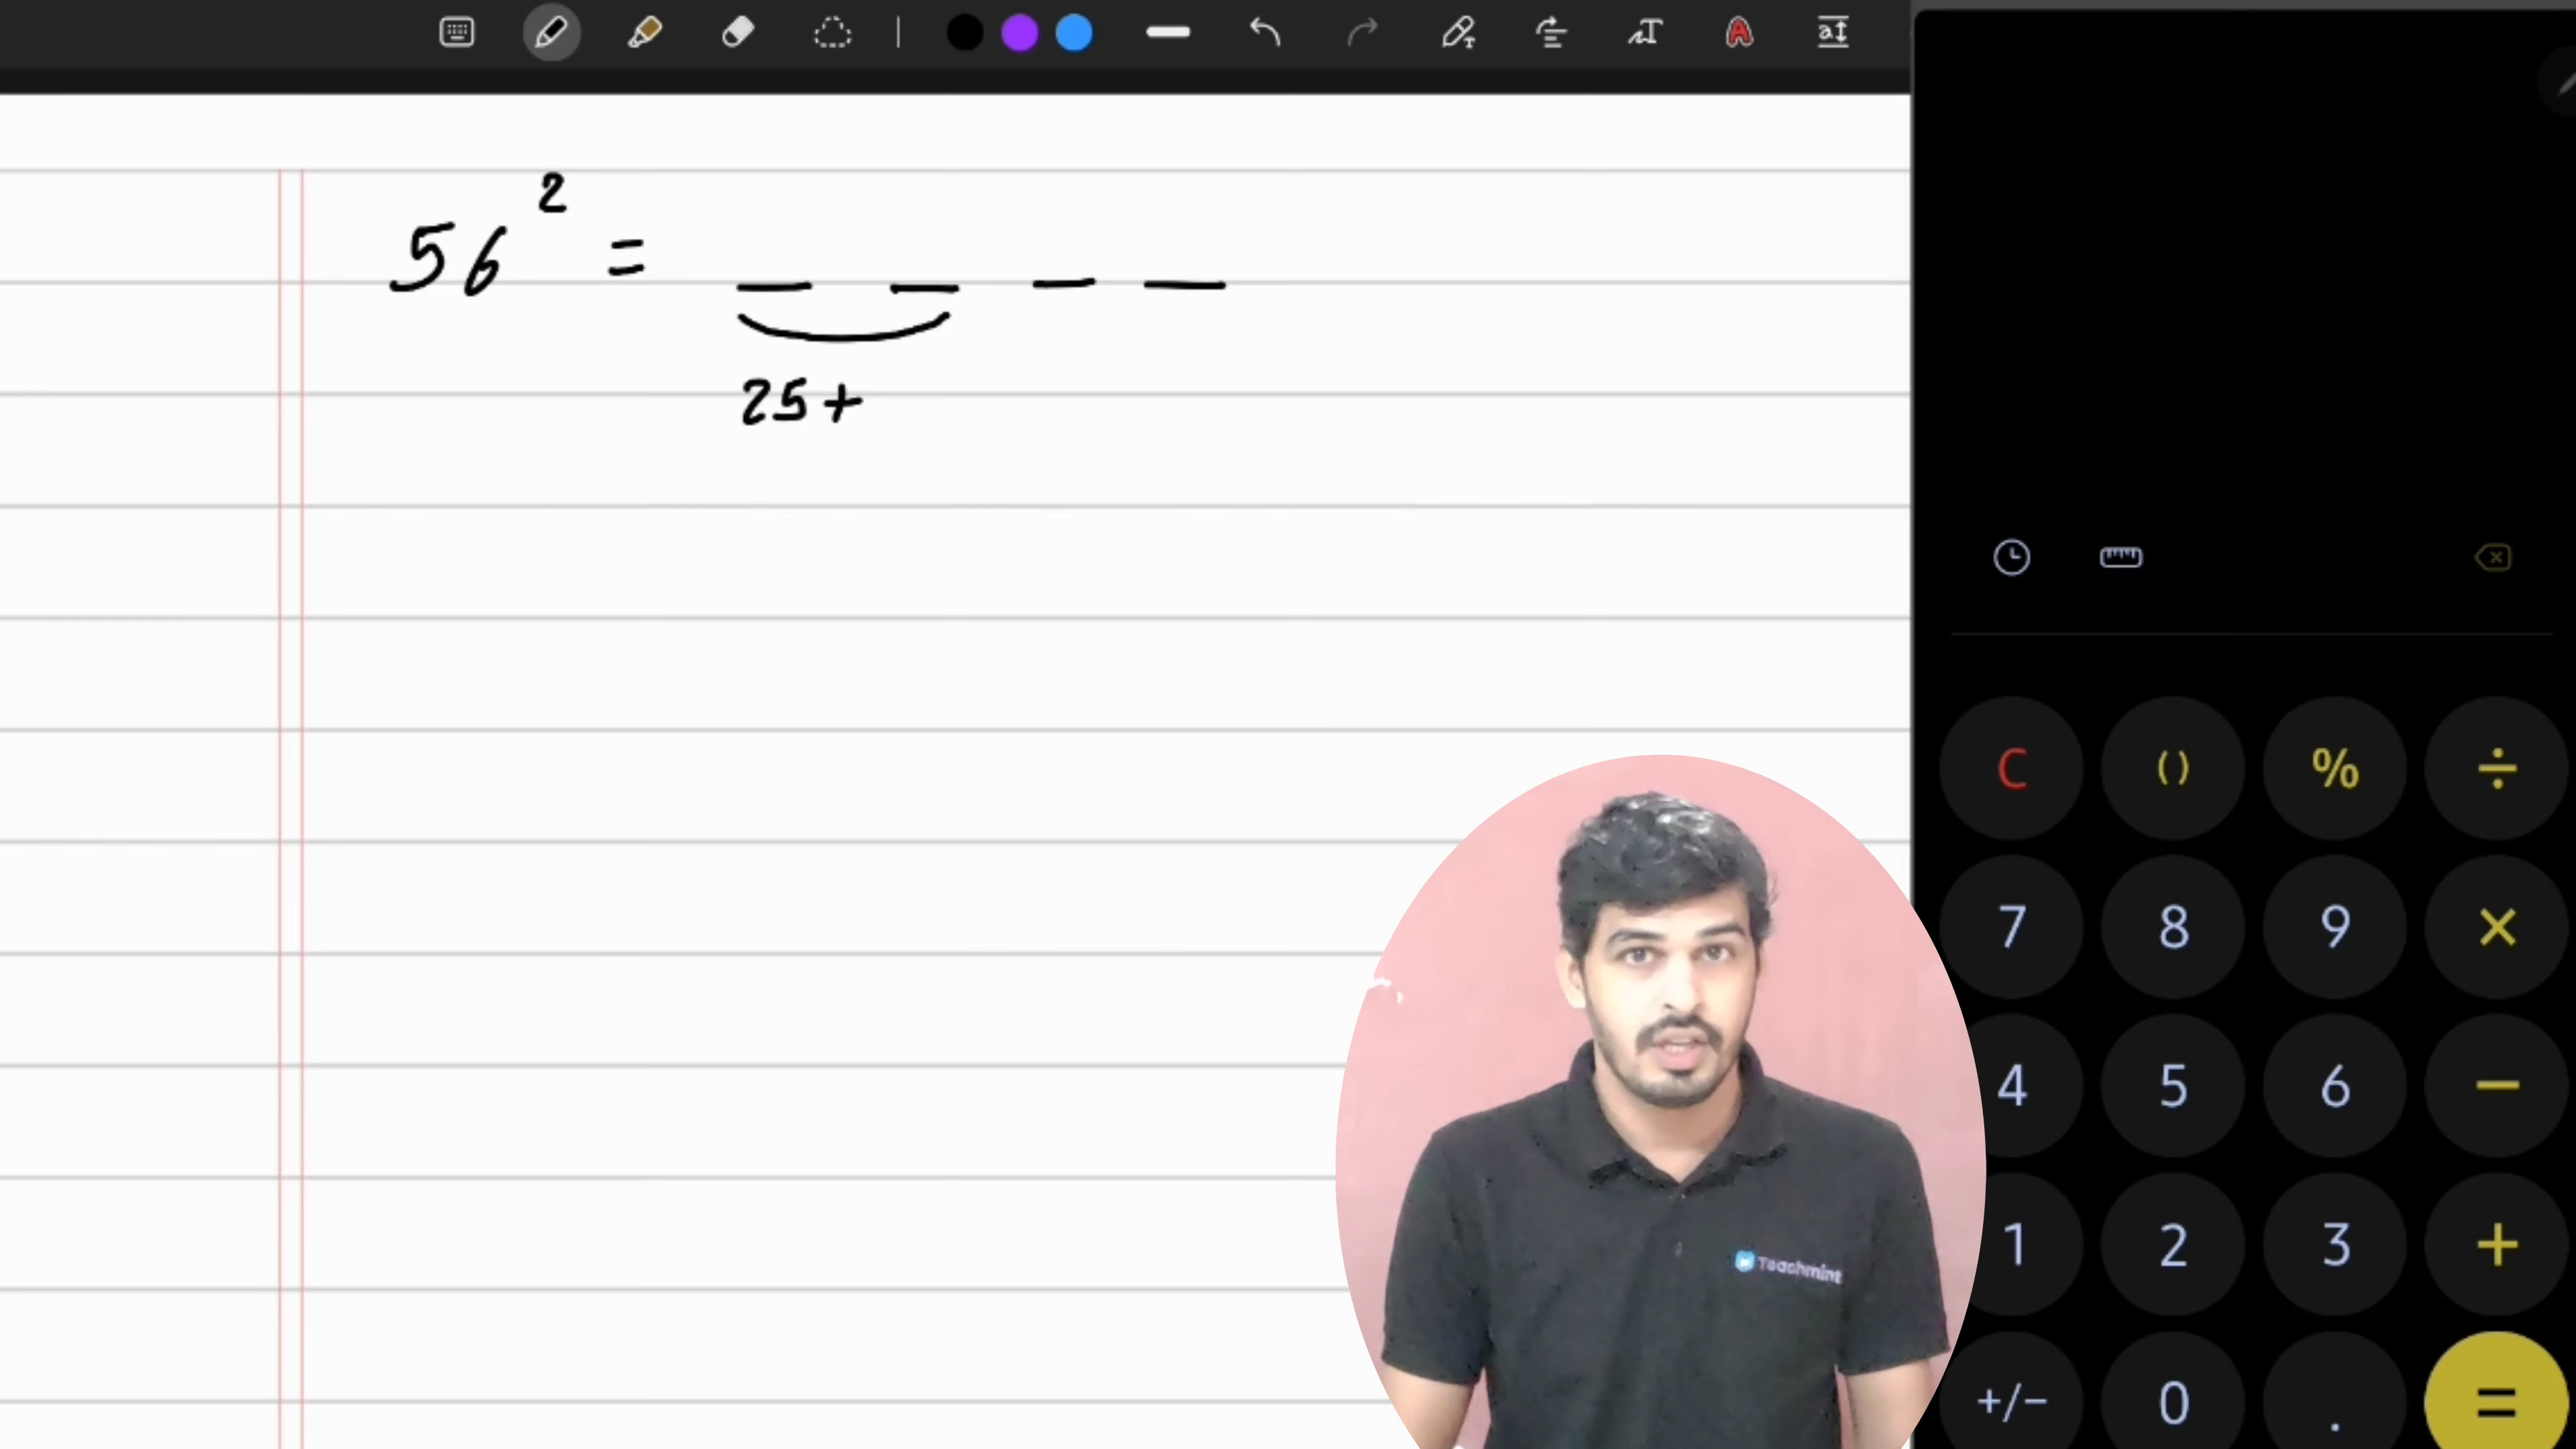 56² = _ _ _ _
25+
C () % ÷
7 8 9 ×
4 5 6 −
1 2 3 +
+/− 0 . =
Teachmint